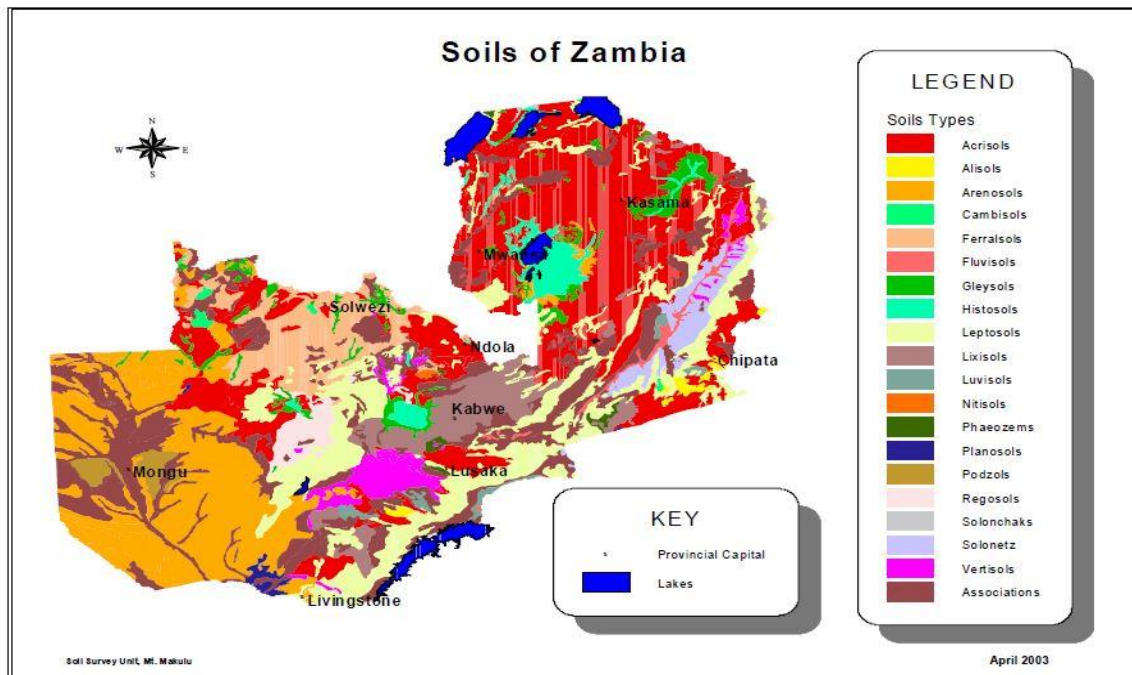 Soils of Zambia
N
W E
S
Kasama
Mwansa
Solwezi
Ndola
Chipata
Kabwe
Mongu
Lusaka
Livingstone
LEGEND
Soils Types
Acrisols
Alisols
Arenosols
Cambisols
Ferralsols
Fluvisols
Gleysols
Histosols
Leptosols
Lixisols
Luvisols
Nitisols
Phaeozems
Planosols
Podzols
Regosols
Solonchaks
Solonetz
Vertisols
Associations
KEY
Provincial Capital
Lakes
Soil Survey Unit, Mt. Makulu
April 2003